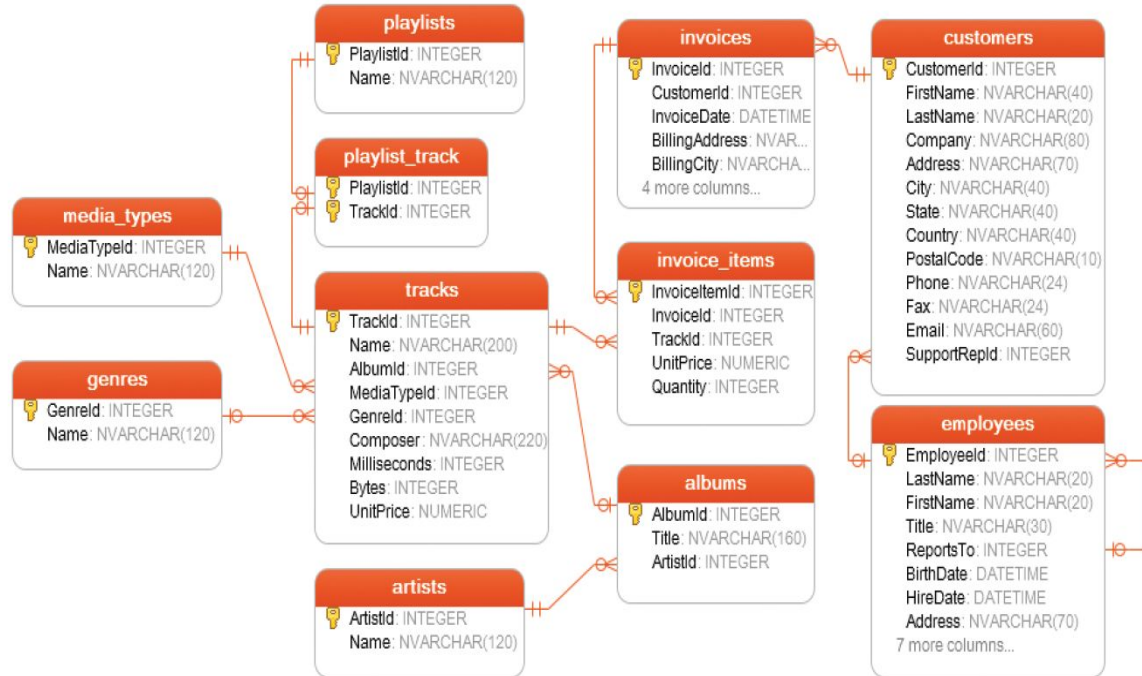 playlists
PlaylistId: INTEGER
Name: NVARCHAR(120)
playlist_track
PlaylistId: INTEGER
TrackId: INTEGER
media_types
MediaTypeId: INTEGER
Name: NVARCHAR(120)
genres
GenreId: INTEGER
Name: NVARCHAR(120)
tracks
TrackId: INTEGER
Name: NVARCHAR(200)
AlbumId: INTEGER
MediaTypeId: INTEGER
GenreId: INTEGER
Composer: NVARCHAR(220)
Milliseconds: INTEGER
Bytes: INTEGER
UnitPrice: NUMERIC
artists
ArtistId: INTEGER
Name: NVARCHAR(120)
invoices
InvoiceId: INTEGER
CustomerId: INTEGER
InvoiceDate: DATETIME
BillingAddress: NVAR...
BillingCity: NVARCHA...
4 more columns...
invoice_items
InvoiceItemId: INTEGER
InvoiceId: INTEGER
TrackId: INTEGER
UnitPrice: NUMERIC
Quantity: INTEGER
albums
AlbumId: INTEGER
Title: NVARCHAR(160)
ArtistId: INTEGER
customers
CustomerId: INTEGER
FirstName: NVARCHAR(40)
LastName: NVARCHAR(20)
Company: NVARCHAR(80)
Address: NVARCHAR(70)
City: NVARCHAR(40)
State: NVARCHAR(40)
Country: NVARCHAR(40)
PostalCode: NVARCHAR(10)
Phone: NVARCHAR(24)
Fax: NVARCHAR(24)
Email: NVARCHAR(60)
SupportRepId: INTEGER
employees
EmployeeId: INTEGER
LastName: NVARCHAR(20)
FirstName: NVARCHAR(20)
Title: NVARCHAR(30)
ReportsTo: INTEGER
BirthDate: DATETIME
HireDate: DATETIME
Address: NVARCHAR(70)
7 more columns...